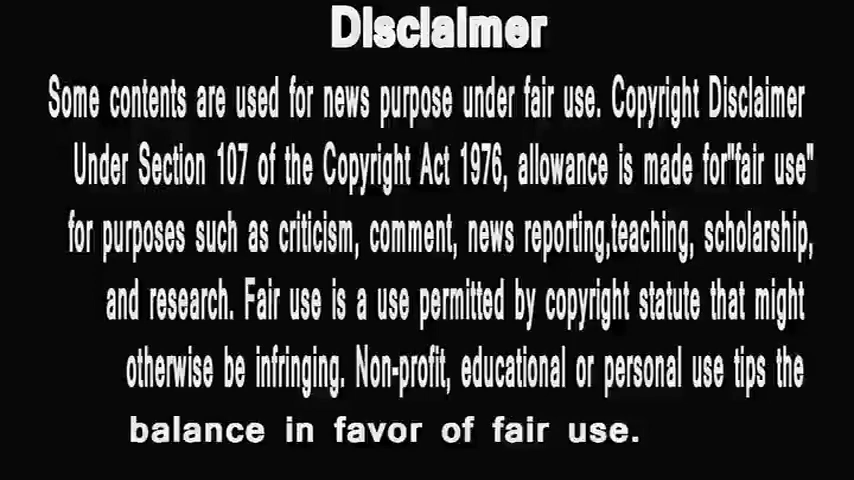 Disclaimer
Some contents are used for news purpose under fair use. Copyright Disclaimer
Under Section 107 of the Copyright Act 1976, allowance is made for"fair use"
for purposes such as criticism, comment, news reporting,teaching, scholarship,
and research. Fair use is a use permitted by copyright statute that might
otherwise be infringing. Non-profit, educational or personal use tips the
balance in favor of fair use.